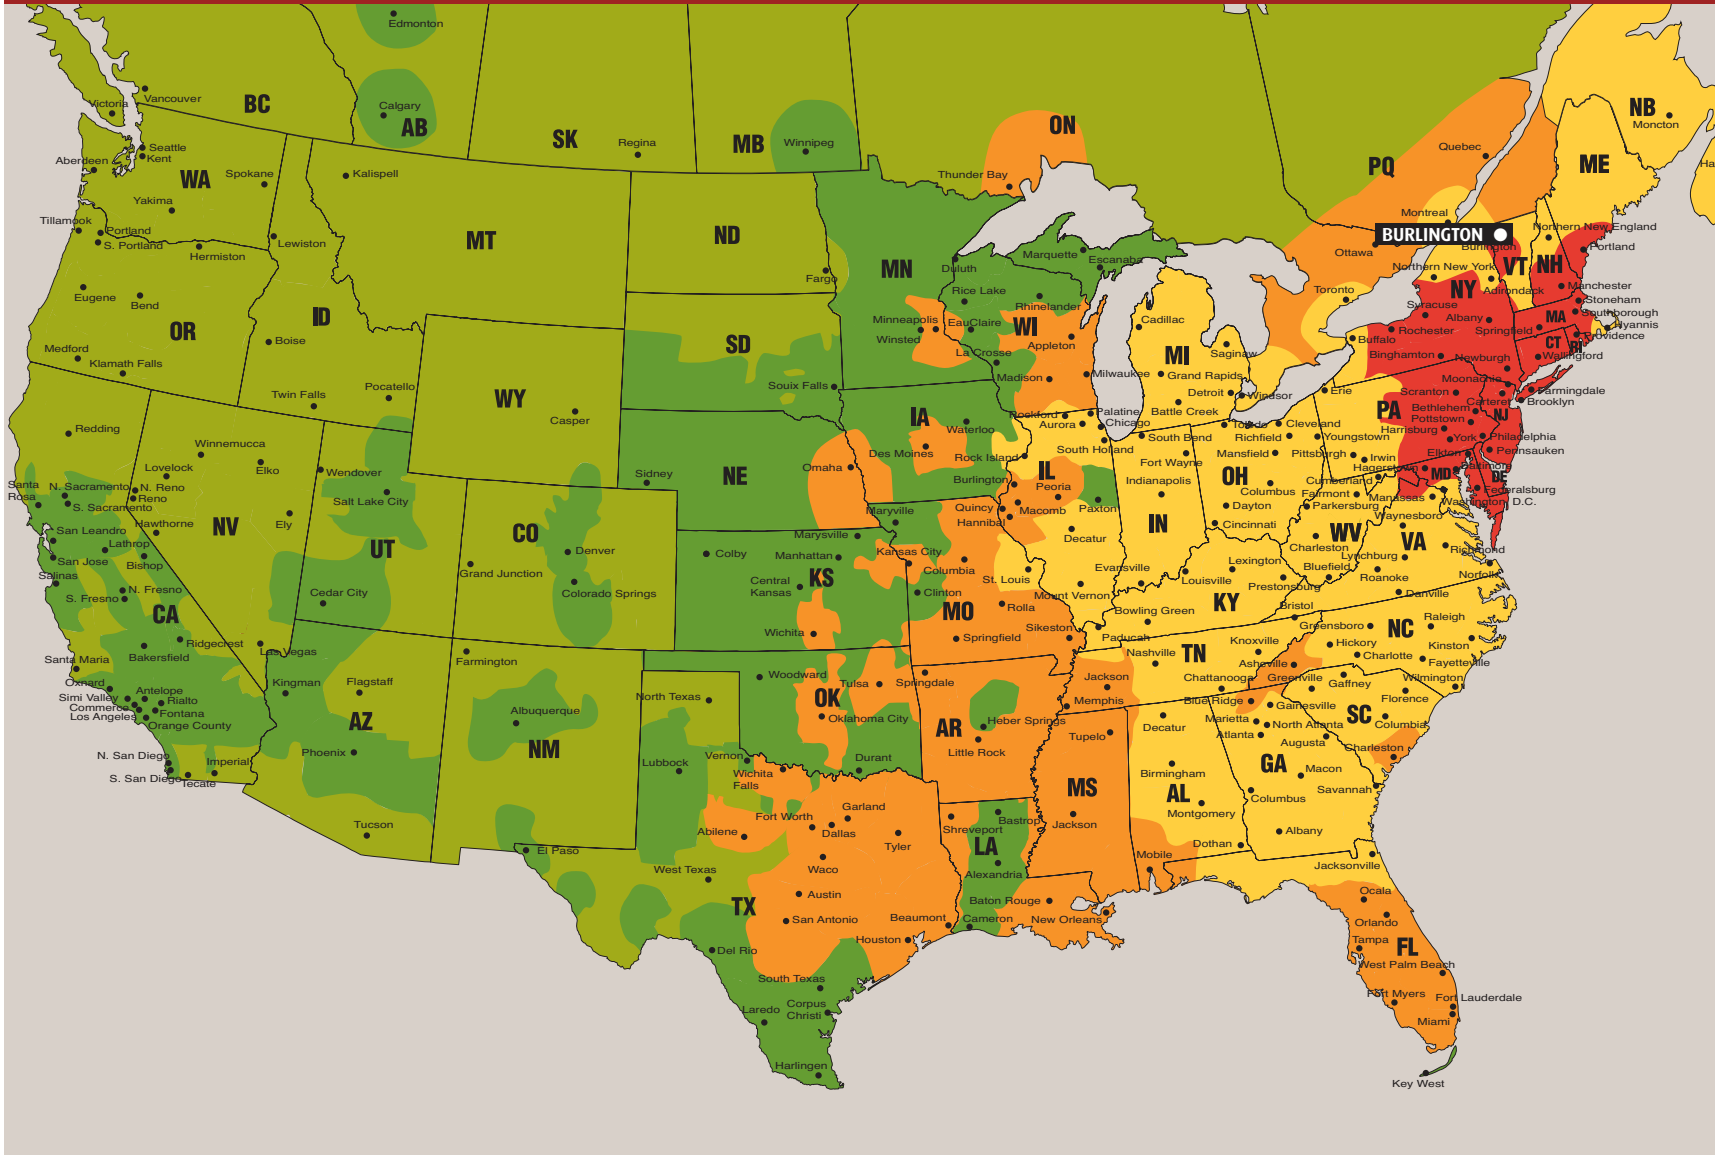 Edmonton
Victoria
Vancouver
BC
Calgary
AB
SK
Regina
MB
Winnipeg
ON
Thunder Bay
PQ
Quebec
Montreal
Ottawa
Toronto
BURLINGTON
Burlington
NB
Moncton
Ha
ME
Northern New England
Portland
VT
NH
Manchester
Stoneham
Southborough
Hyannis
Providence
MA
CT
RI
Springfield
Wallingford
Northern New York
Adirondack
NY
Syracuse
Albany
Rochester
Buffalo
Binghamton
Newburgh
Moonachie
Farmingdale
Brooklyn
Carteret
NJ
Scranton
Bethlehem
Pottstown
Harrisburg
York
Philadelphia
Pennsauken
Elkton
PA
Erie
Pittsburgh
Irwin
Hagerstown
MD
Baltimore
DE
Federalsburg
Washington, D.C.
Manassas
Cumberland
Fairmont
Parkersburg
WV
Charleston
Bluefield
Waynesboro
VA
Richmond
Lynchburg
Roanoke
Norfolk
Danville
Seattle
Kent
Aberdeen
WA
Spokane
Yakima
Tillamook
Portland
S. Portland
Hermiston
Lewiston
Kalispell
MT
Eugene
Bend
OR
ID
Medford
Klamath Falls
Boise
Twin Falls
Pocatello
WY
Casper
ND
Fargo
SD
Souix Falls
MN
Duluth
Minneapolis
Winsted
Marquette
Escanaba
Rice Lake
Rhinelander
EauClaire
WI
La Crosse
Appleton
Madison
Milwaukee
Cadillac
MI
Saginaw
Grand Rapids
Detroit
Windsor
Battle Creek
Redding
Winnemucca
Lovelock
Elko
N. Reno
Reno
Santa
Rosa
N. Sacramento
S. Sacramento
Hawthorne
NV
Ely
San Leandro
Lathrop
San Jose
Bishop
Salinas
N. Fresno
S. Fresno
CA
Ridgecrest
Bakersfield
Las Vegas
Santa Maria
Oxnard
Simi Valley
Antelope
Rialto
Commerce
Fontana
Los Angeles
Orange County
N. San Diego
S. San Diego
Imperial
Tecate
Wendover
Salt Lake City
UT
Cedar City
CO
Denver
Grand Junction
Colorado Springs
Kingman
Flagstaff
AZ
Phoenix
Tucson
Farmington
Albuquerque
NM
Sidney
NE
Omaha
IA
Waterloo
Des Moines
Rock Island
Burlington
Colby
Marysville
Manhattan
Central
Kansas
KS
Wichita
Maryville
Kansas City
Columbia
Clinton
MO
Rolla
Springfield
Sikeston
St. Louis
Quincy
Hannibal
Rockford
Palatine
Aurora
Chicago
South Holland
IL
Peoria
Macomb
Paxton
Decatur
Mount Vernon
South Bend
Fort Wayne
Indianapolis
IN
Evansville
Toledo
Cleveland
Richfield
Youngstown
Mansfield
OH
Columbus
Dayton
Cincinnati
Lexington
Louisville
Prestonsburg
KY
Bowling Green
Paducah
Bristol
Knoxville
Nashville
TN
Chattanooga
Jackson
Memphis
Greensboro
Raleigh
NC
Hickory
Kinston
Charlotte
Fayetteville
Asheville
Wilmington
Greenville
Gaffney
Florence
SC
Columbia
Charleston
Blue Ridge
Gainesville
Marietta
North Atlanta
Atlanta
Augusta
GA
Macon
Savannah
Columbus
Albany
Decatur
Birmingham
AL
Montgomery
Dothan
Mobile
Tupelo
MS
Jackson
Springdale
AR
Heber Springs
Little Rock
Woodward
Tulsa
OK
Oklahoma City
Durant
North Texas
Lubbock
Vernon
Wichita
Falls
Garland
Fort Worth
Dallas
Abilene
Tyler
Waco
El Paso
West Texas
TX
Austin
San Antonio
Beaumont
Houston
Del Rio
South Texas
Laredo
Corpus
Christi
Harlingen
Shreveport
Bastrop
LA
Alexandria
Baton Rouge
Cameron
New Orleans
Jacksonville
Ocala
Orlando
Tampa
FL
West Palm Beach
Fort Myers
Fort Lauderdale
Miami
Key West